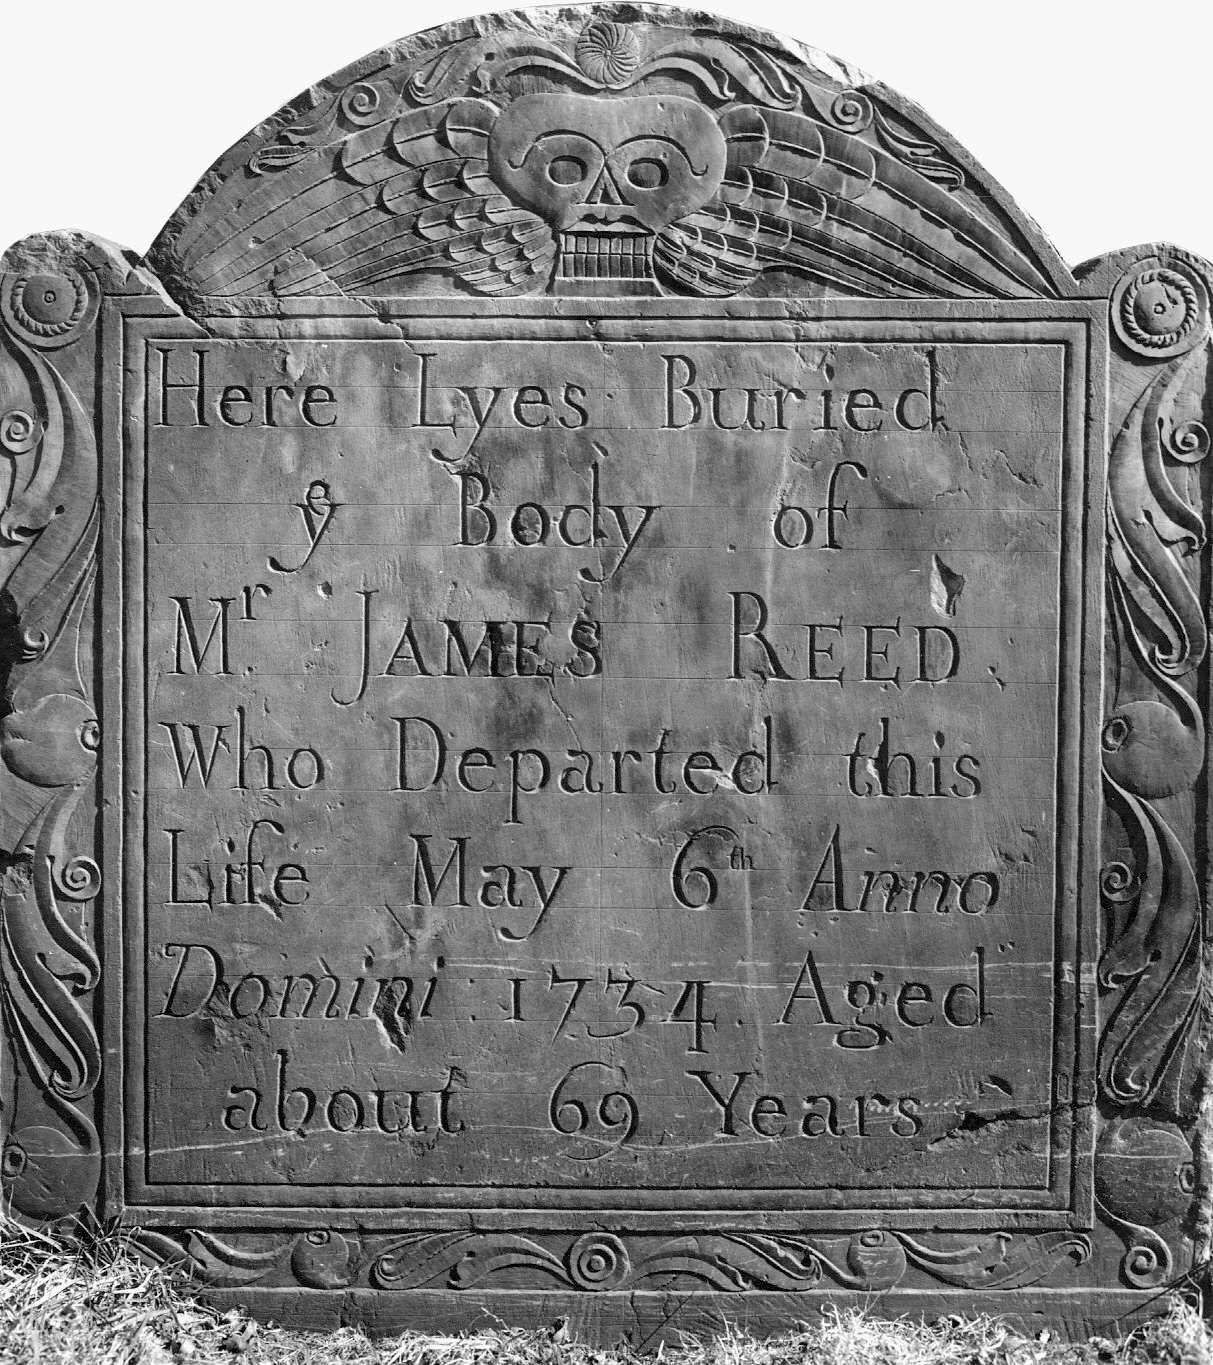 Here Lyes Buried
yͤ Body of
Mr. JAMES REED.
Who Departed this
Life May 6th Anno
Domini 1734. Aged
about 69 Years